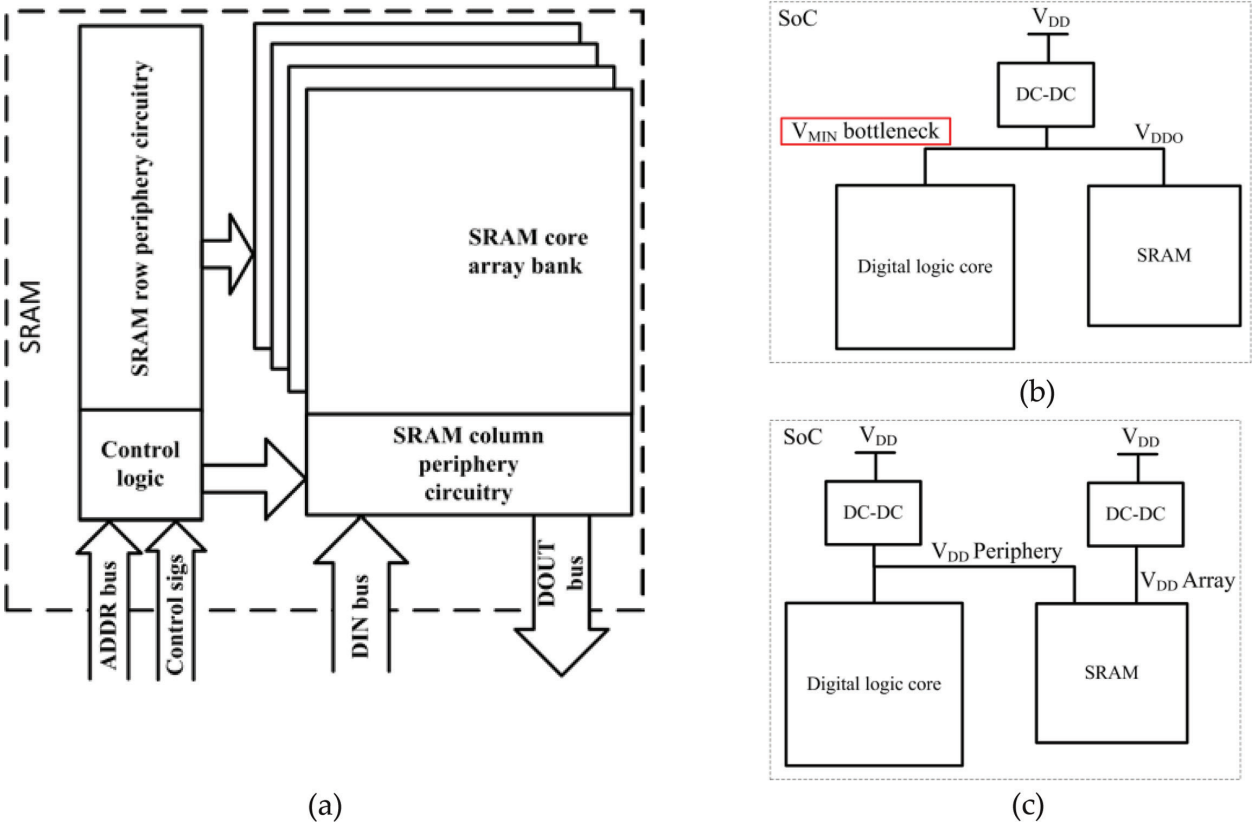 SRAM
SRAM row periphery circuitry
Control
logic
SRAM core
array bank
SRAM column
periphery
circuitry
ADDR bus
Control sigs
DIN bus
DOUT
bus
(a)
SoC
VDD
DC-DC
VMIN bottleneck
VDDO
Digital logic core
SRAM
(b)
SoC
VDD
VDD
DC-DC
DC-DC
VDD Periphery
VDD Array
Digital logic core
SRAM
(c)